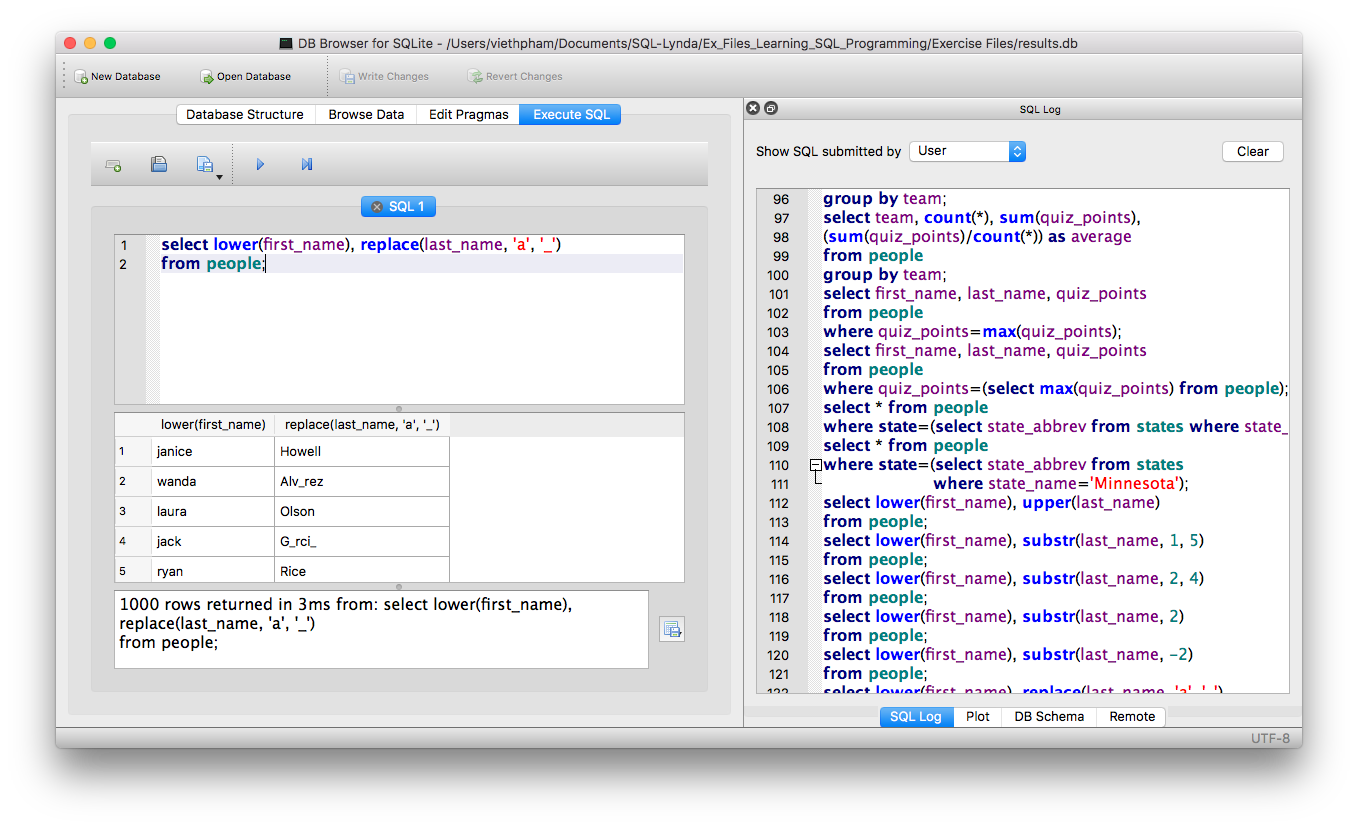 DB Browser for SQLite - /Users/viethpham/Documents/SQL-Lynda/Ex_Files_Learning_SQL_Programming/Exercise Files/results.db
New Database Open Database Write Changes Revert Changes
Database Structure Browse Data Edit Pragmas Execute SQL
SQL 1
1 select lower(first_name), replace(last_name, 'a', '_')
2 from people;
lower(first_name) replace(last_name, 'a', '_')
1 janice Howell
2 wanda Alv_rez
3 laura Olson
4 jack G_rci_
5 ryan Rice
1000 rows returned in 3ms from: select lower(first_name),
replace(last_name, 'a', '_')
from people;
SQL Log
Show SQL submitted by User Clear
96 group by team;
97 select team, count(*), sum(quiz_points),
98 (sum(quiz_points)/count(*)) as average
99 from people
100 group by team;
101 select first_name, last_name, quiz_points
102 from people
103 where quiz_points=max(quiz_points);
104 select first_name, last_name, quiz_points
105 from people
106 where quiz_points=(select max(quiz_points) from people);
107 select * from people
108 where state=(select state_abbrev from states where state_
109 select * from people
110 where state=(select state_abbrev from states
111 where state_name='Minnesota');
112 select lower(first_name), upper(last_name)
113 from people;
114 select lower(first_name), substr(last_name, 1, 5)
115 from people;
116 select lower(first_name), substr(last_name, 2, 4)
117 from people;
118 select lower(first_name), substr(last_name, 2)
119 from people;
120 select lower(first_name), substr(last_name, -2)
121 from people;
122 select lower(first_name), replace(last_name, 'a', '_')
SQL Log Plot DB Schema Remote
UTF-8